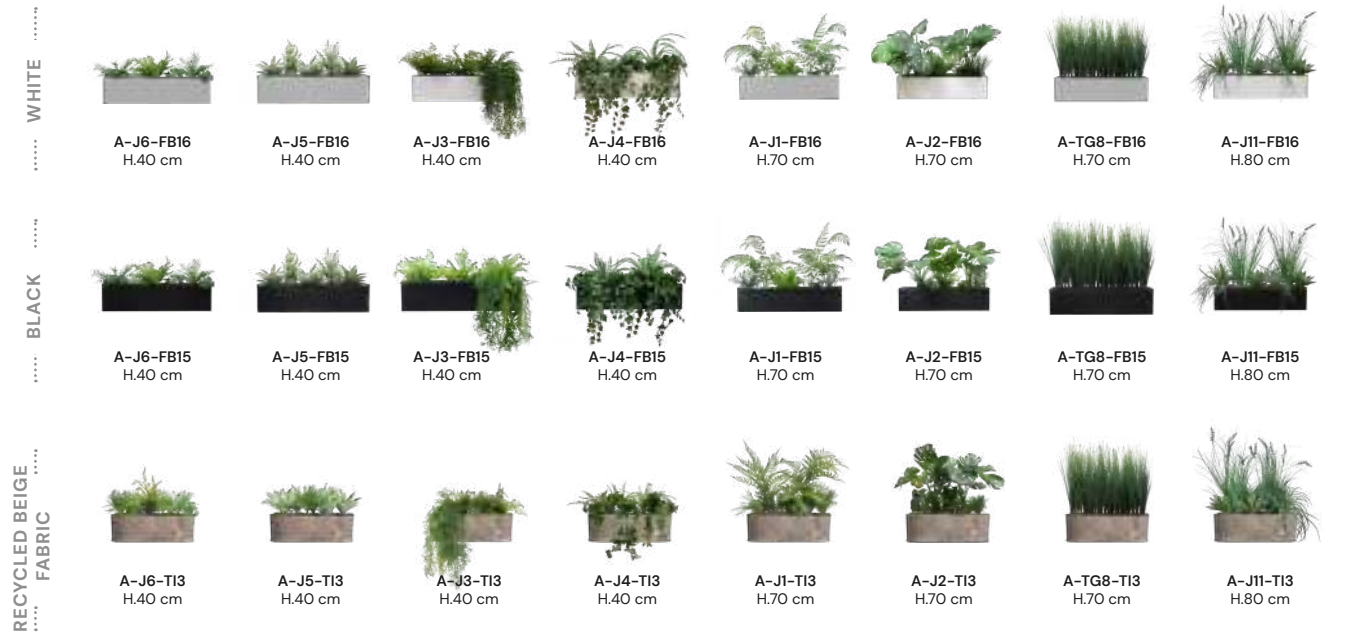 WHITE
A-J6-FB16 A-J5-FB16 A-J3-FB16 A-J4-FB16 A-J1-FB16 A-J2-FB16 A-TG8-FB16 A-J11-FB16
H.40 cm H.40 cm H.40 cm H.40 cm H.70 cm H.70 cm H.70 cm H.80 cm
BLACK
A-J6-FB15 A-J5-FB15 A-J3-FB15 A-J4-FB15 A-J1-FB15 A-J2-FB15 A-TG8-FB15 A-J11-FB15
H.40 cm H.40 cm H.40 cm H.40 cm H.70 cm H.70 cm H.70 cm H.80 cm
RECYCLED BEIGE
FABRIC
A-J6-TI3 A-J5-TI3 A-J3-TI3 A-J4-TI3 A-J1-TI3 A-J2-TI3 A-TG8-TI3 A-J11-TI3
H.40 cm H.40 cm H.40 cm H.40 cm H.70 cm H.70 cm H.70 cm H.80 cm